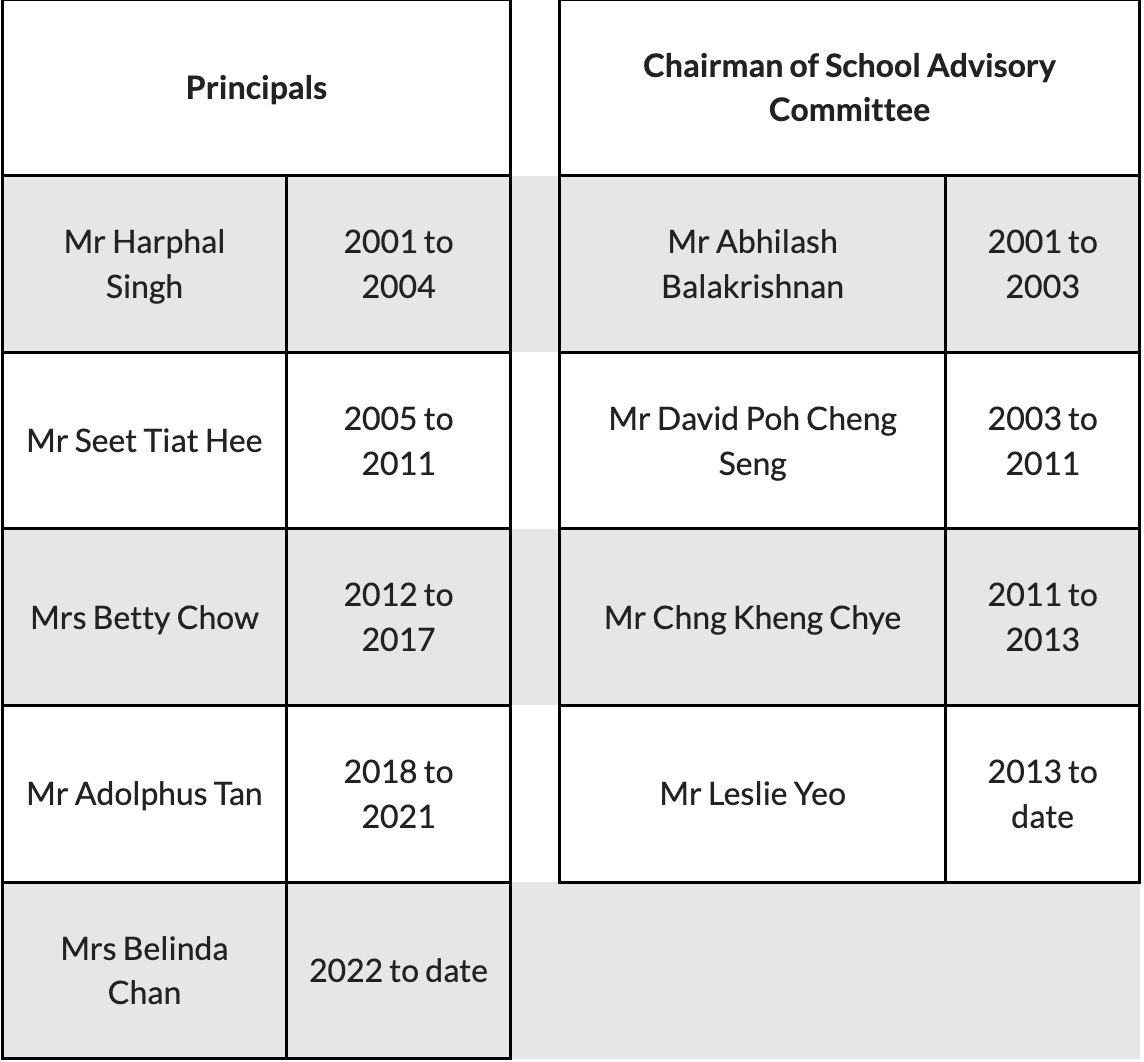 Principals
Chairman of School Advisory
Committee
Mr Harphal
Singh
2001 to
2004
Mr Abhilash
Balakrishnan
2001 to
2003
Mr Seet Tiat Hee
2005 to
2011
Mr David Poh Cheng
Seng
2003 to
2011
Mrs Betty Chow
2012 to
2017
Mr Chng Kheng Chye
2011 to
2013
Mr Adolphus Tan
2018 to
2021
Mr Leslie Yeo
2013 to
date
Mrs Belinda
Chan
2022 to date